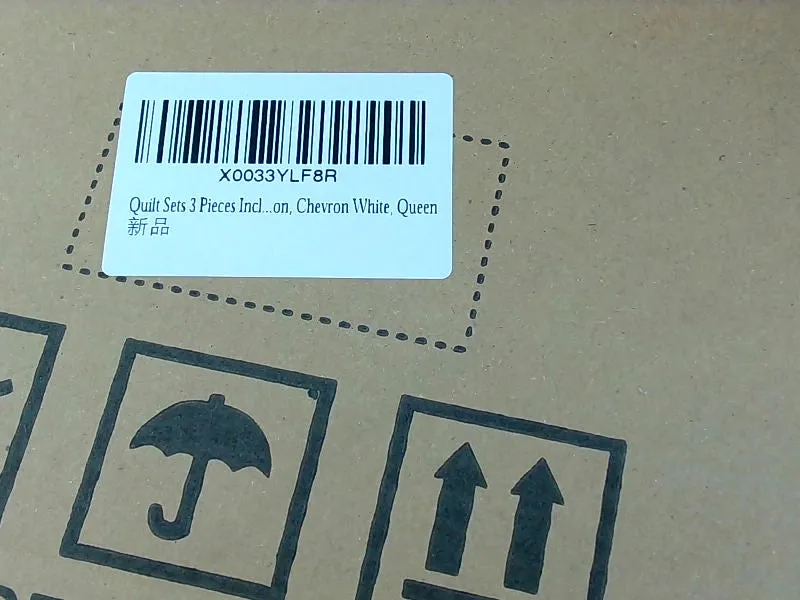 X0033YLF8R
Quilt Sets 3 Pieces Incl...on, Chevron White, Queen
新品